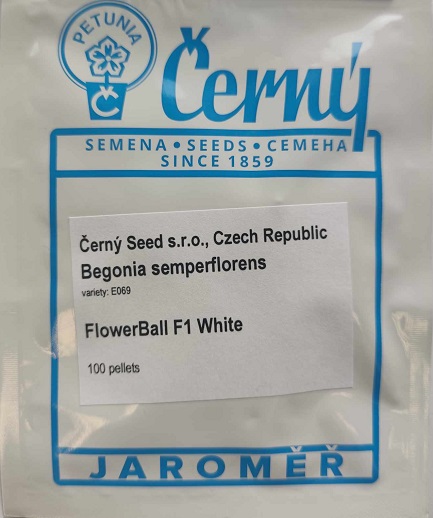 PETUNIA
Č
Černý
SEMENA • SEEDS • СЕМЕНА
SINCE 1859
Černý Seed s.r.o., Czech Republic
Begonia semperflorens
variety: E069
FlowerBall F1 White
100 pellets
JAROMĚŘ